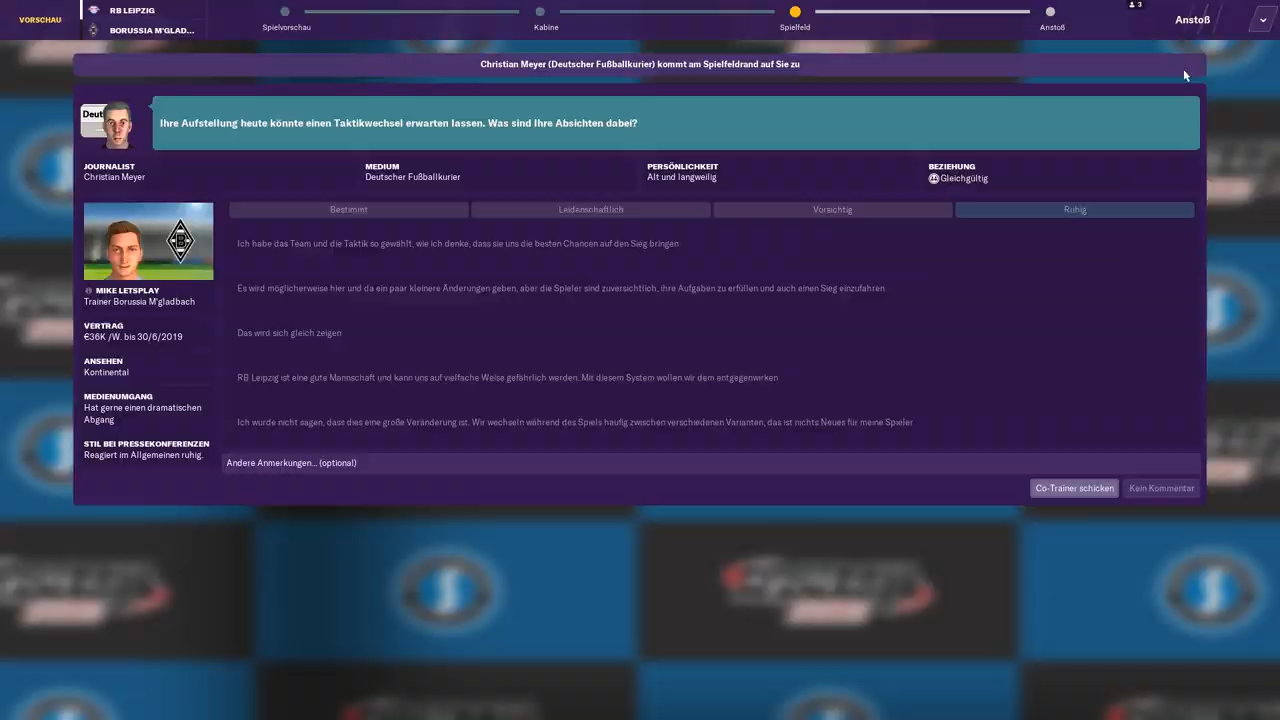 VORSCHAU
RB LEIPZIG
BORUSSIA M'GLAD...
Spielvorschau
Kabine
Spielfeld
Anstoß
3
Anstoß
Christian Meyer (Deutscher Fußballkurier) kommt am Spielfeldrand auf Sie zu
Deut
Ihre Aufstellung heute könnte einen Taktikwechsel erwarten lassen. Was sind Ihre Absichten dabei?
JOURNALIST
Christian Meyer
MEDIUM
Deutscher Fußballkurier
PERSÖNLICHKEIT
Alt und langweilig
BEZIEHUNG
Gleichgültig
Bestimmt
Leidenschaftlich
Vorsichtig
Ruhig
Ich habe das Team und die Taktik so gewählt, wie ich denke, dass sie uns die besten Chancen auf den Sieg bringen
Es wird möglicherweise hier und da ein paar kleinere Änderungen geben, aber die Spieler sind zuversichtlich, ihre Aufgaben zu erfüllen und auch einen Sieg einzufahren
Das wird sich gleich zeigen
RB Leipzig ist eine gute Mannschaft und kann uns auf vielfache Weise gefährlich werden. Mit diesem System wollen wir dem entgegenwirken
Ich würde nicht sagen, dass dies eine große Veränderung ist. Wir wechseln während des Spiels häufig zwischen verschiedenen Varianten, das ist nichts Neues für meine Spieler
MIKE LETSPLAY
Trainer Borussia M'gladbach
VERTRAG
€36K /W. bis 30/6/2019
ANSEHEN
Kontinental
MEDIENUMGANG
Hat gerne einen dramatischen
Abgang
STIL BEI PRESSEKONFERENZEN
Reagiert im Allgemeinen ruhig.
Andere Anmerkungen... (optional)
Co-Trainer schicken
Kein Kommentar